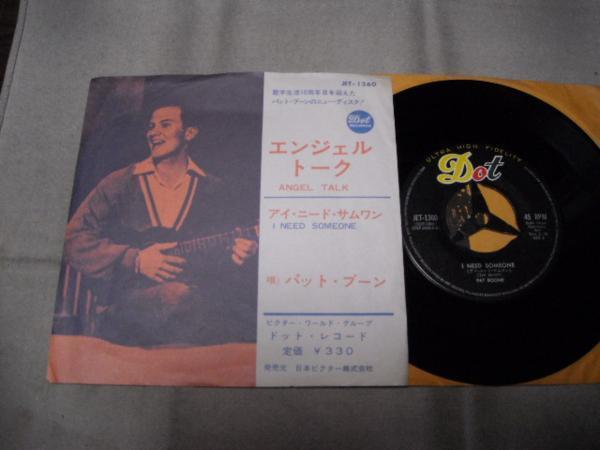 JET-1360
歌手生活10周年目を迎えた
パット・ブーンのニュー・ディスク!
Dot
RECORDS
エンジェル
トーク
ANGEL TALK
アイ・ニード・サムワン
I NEED SOMEONE
唄) パット・ブーン
ビクター・ワールド・グループ
ドット・レコード
定価 ¥330
発売元 日本ビクター株式会社
ULTRA HIGH FIDELITY
Dot
JET-1360
45 RPM
I NEED SOMEONE
PAT BOONE